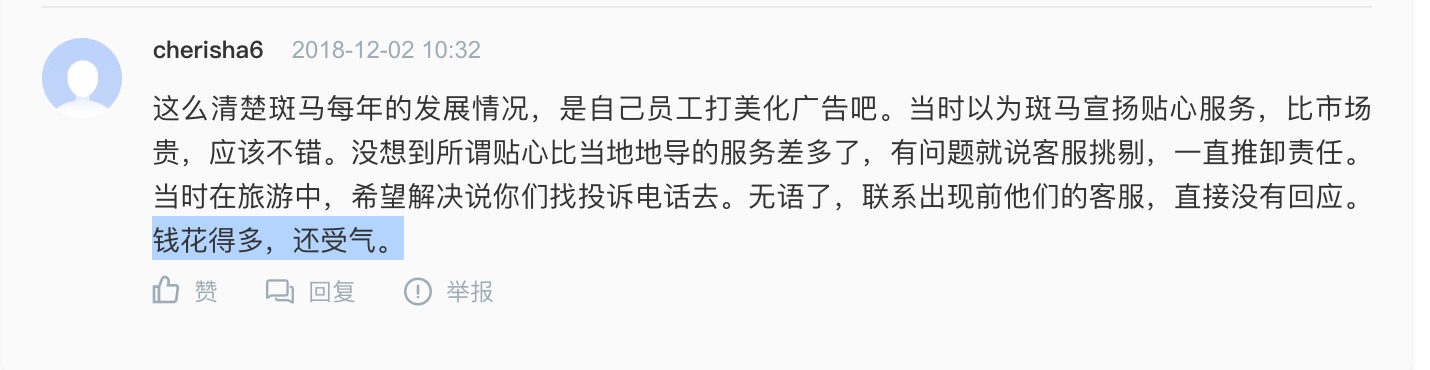 cherisha6 2018-12-02 10:32
这么清楚斑马每年的发展情况，是自己员工打美化广告吧。当时以为斑马宣扬贴心服务，比市场
贵，应该不错。没想到所谓贴心比当地地导的服务差多了，有问题就说客服挑剔，一直推卸责任。
当时在旅游中，希望解决说你们找投诉电话去。无语了，联系出现前他们的客服，直接没有回应。
钱花得多，还受气。
赞 回复 举报